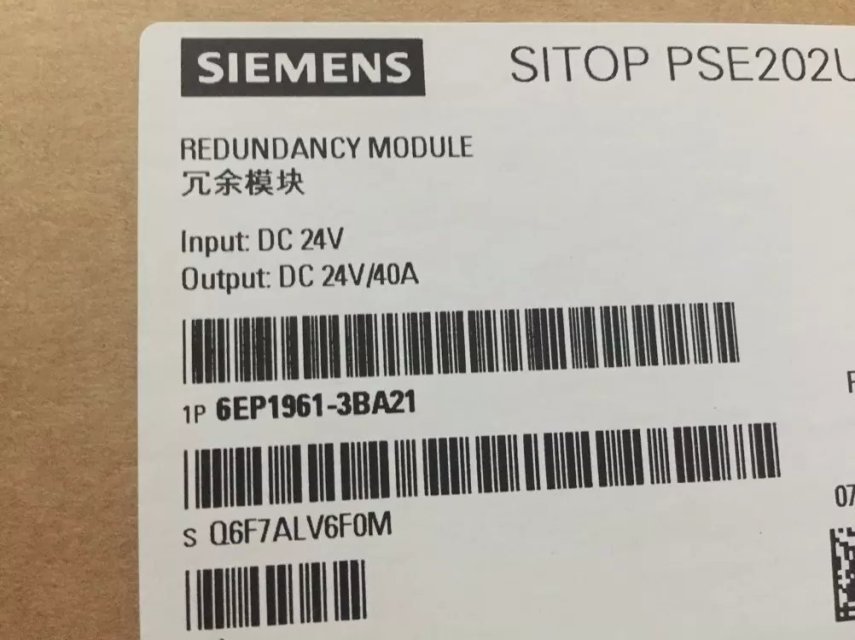 SIEMENS
SITOP PSE202U
REDUNDANCY MODULE
冗余模块
Input: DC 24V
Output: DC 24V/40A
1P 6EP1961-3BA21
S Q6F7ALV6F0M
07